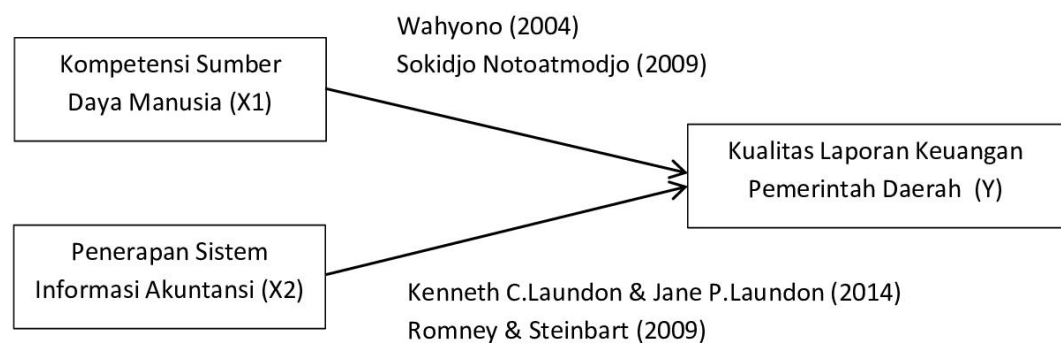 Wahyono (2004)
Sokidjo Notoatmodjo (2009)
Kompetensi Sumber
Daya Manusia (X1)
Kualitas Laporan Keuangan
Pemerintah Daerah (Y)
Penerapan Sistem
Informasi Akuntansi (X2)
Kenneth C.Laundon & Jane P.Laundon (2014)
Romney & Steinbart (2009)